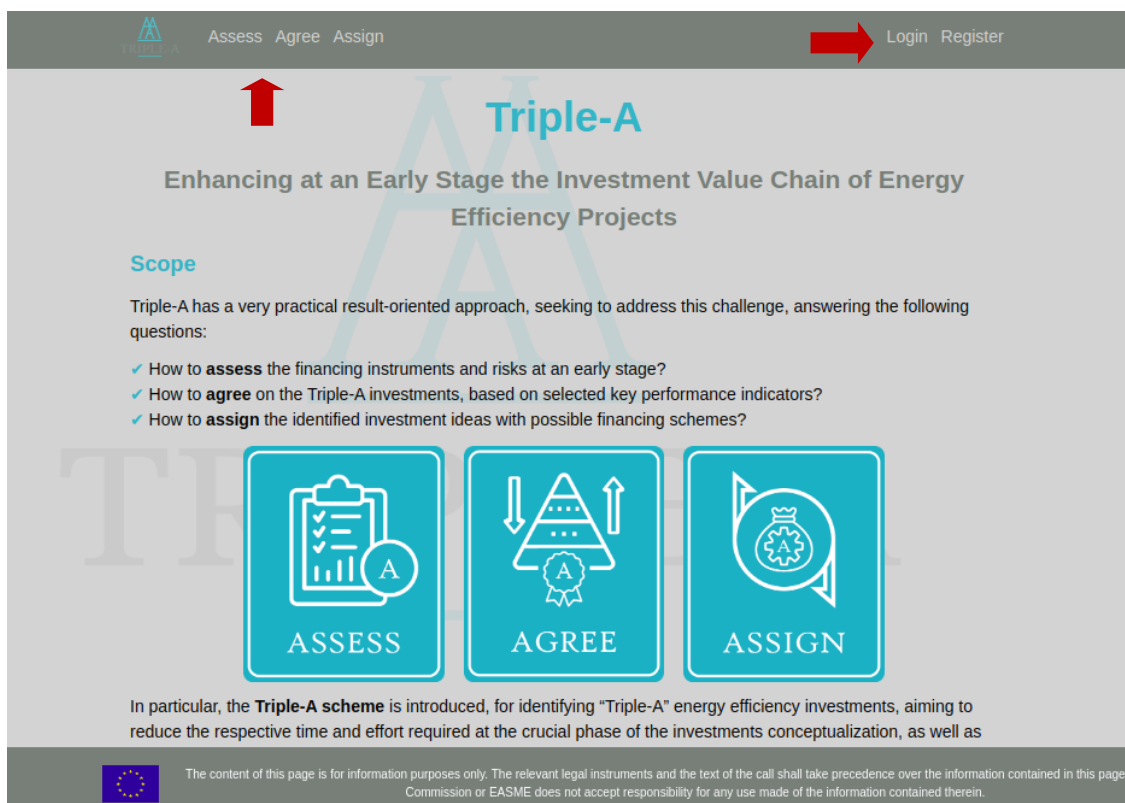 TRIPLE-A
Assess Agree Assign
Login Register
Triple-A
Enhancing at an Early Stage the Investment Value Chain of Energy
Efficiency Projects
Scope
Triple-A has a very practical result-oriented approach, seeking to address this challenge, answering the following
questions:
✔ How to assess the financing instruments and risks at an early stage?
✔ How to agree on the Triple-A investments, based on selected key performance indicators?
✔ How to assign the identified investment ideas with possible financing schemes?
A
ASSESS
A
AGREE
A
ASSIGN
In particular, the Triple-A scheme is introduced, for identifying “Triple-A” energy efficiency investments, aiming to
reduce the respective time and effort required at the crucial phase of the investments conceptualization, as well as
The content of this page is for information purposes only. The relevant legal instruments and the text of the call shall take precedence over the information contained in this page
Commission or EASME does not accept responsibility for any use made of the information contained therein.